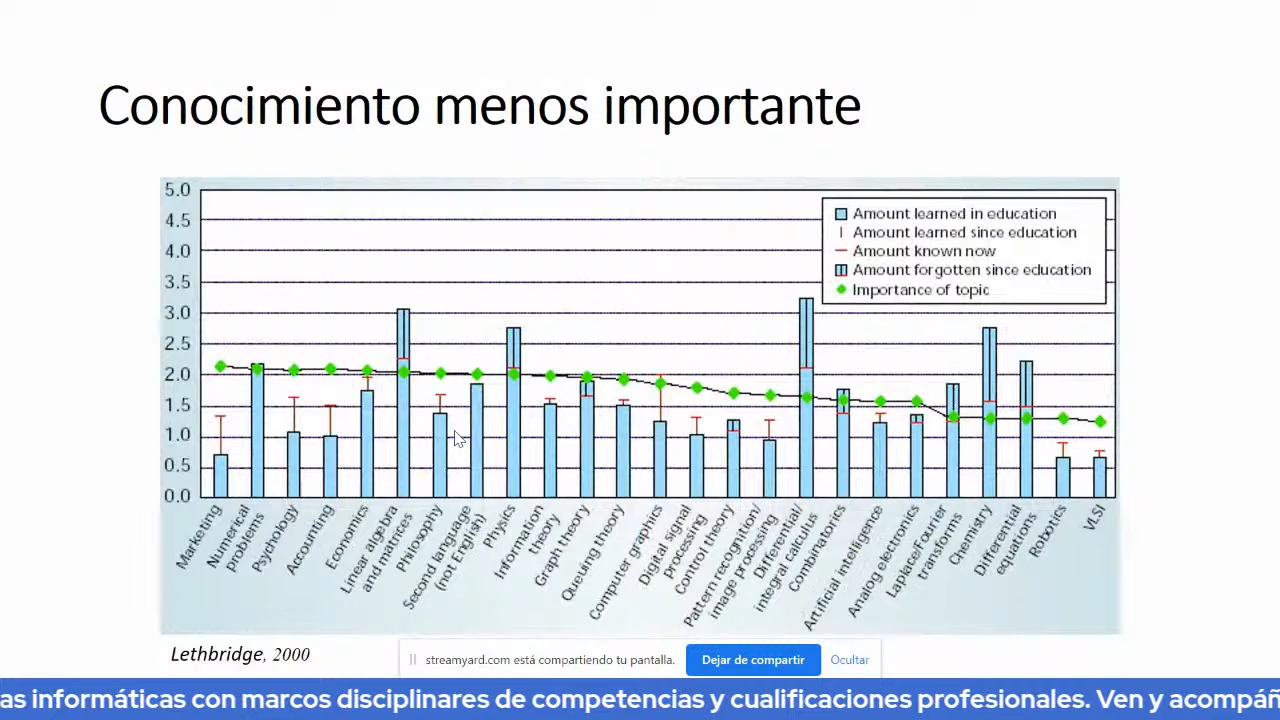 Conocimiento menos importante
5.0
4.5
4.0
3.5
3.0
2.5
2.0
1.5
1.0
0.5
0.0
Amount learned in education
Amount learned since education
Amount known now
Amount forgotten since education
Importance of topic
Marketing
Numerical
problems
Psychology
Accounting
Economics
Linear algebra
and matrices
Philosophy
Second language
(not English)
Physics
Information
theory
Graph theory
Queuing theory
Computer graphics
Digital signal
processing
Control theory
Pattern recognition/
image processing
Differential/
integral calculus
Combinatorics
Artificial intelligence
Analog electronics
Laplace/Fourier
transforms
Chemistry
Differential
equations
Robotics
VLSI
Lethbridge, 2000
streamyard.com está compartiendo tu pantalla.
Dejar de compartir
Ocultar
as informáticas con marcos disciplinares de competencias y cualificaciones profesionales. Ven y acompáñ